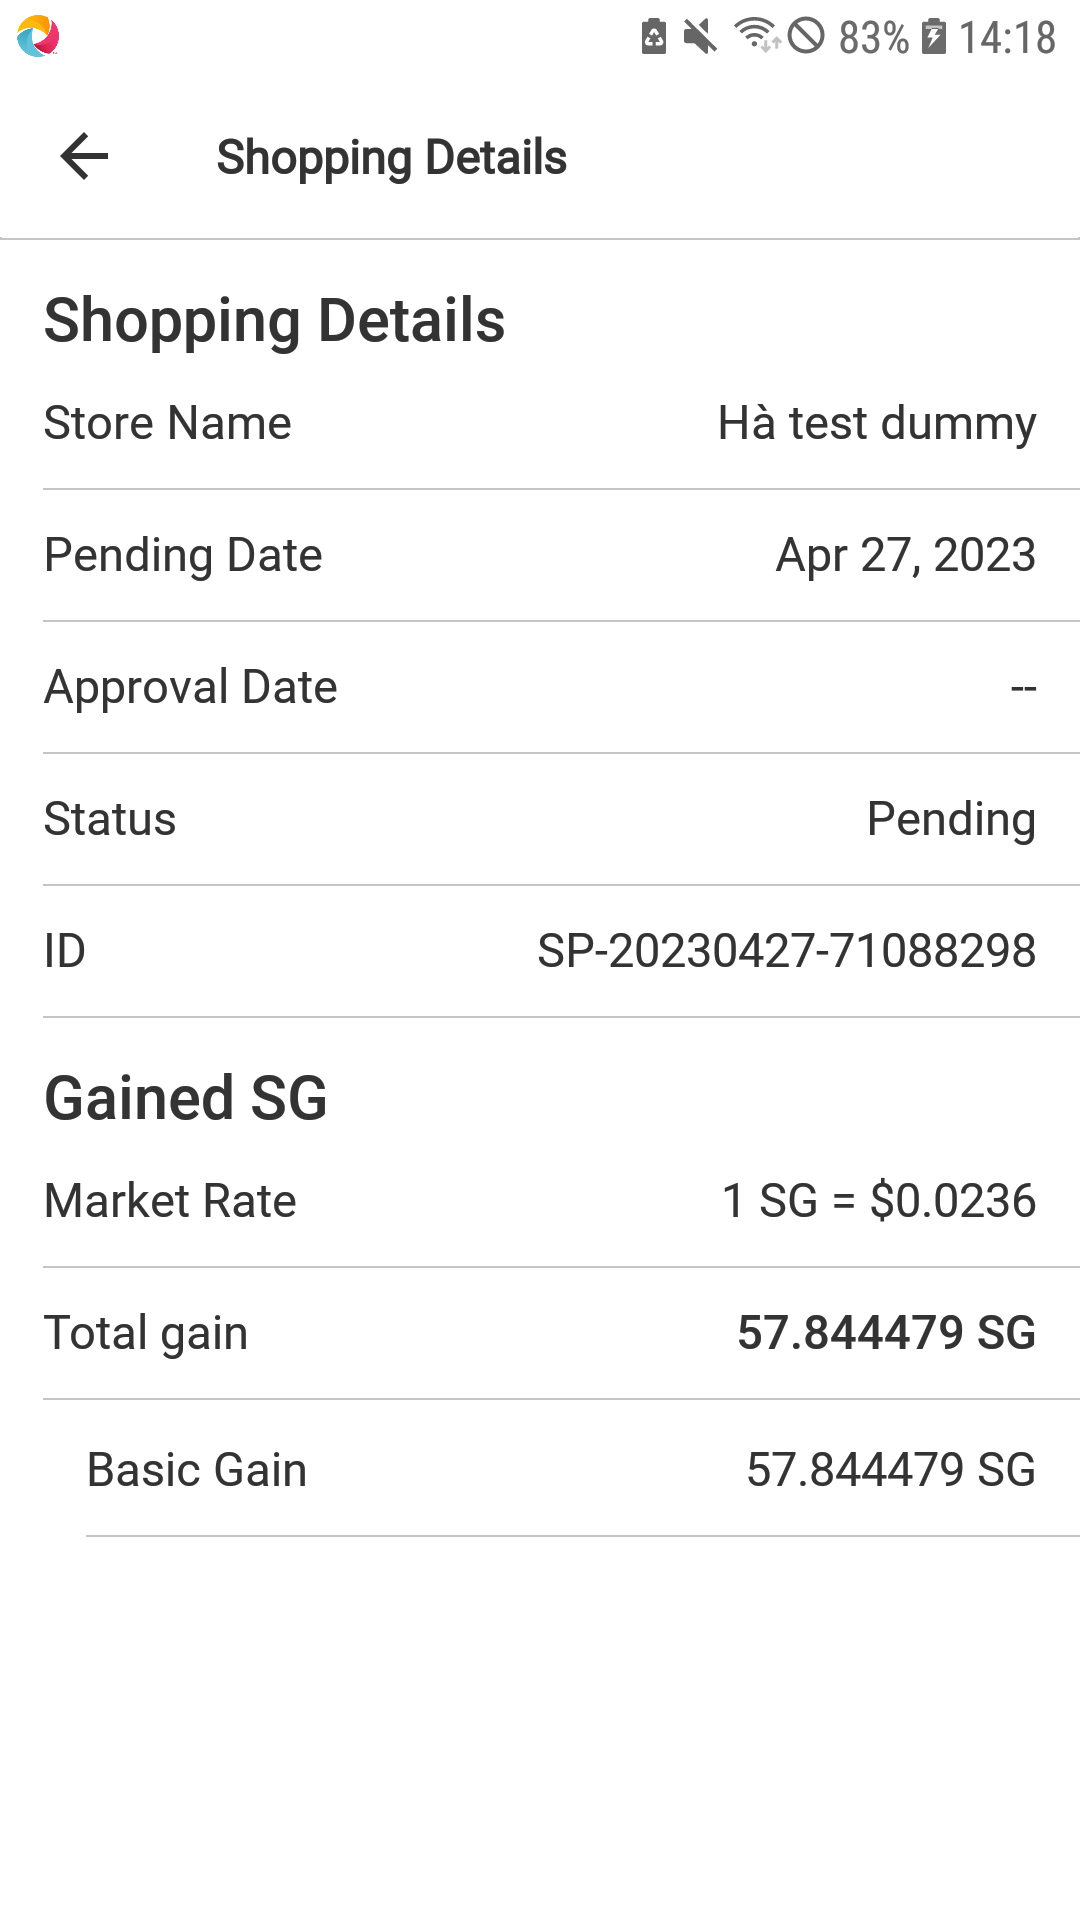 83% 14:18
Shopping Details
Shopping Details
Store Name Hà test dummy
Pending Date Apr 27, 2023
Approval Date --
Status Pending
ID SP-20230427-71088298
Gained SG
Market Rate 1 SG = $0.0236
Total gain 57.844479 SG
Basic Gain 57.844479 SG